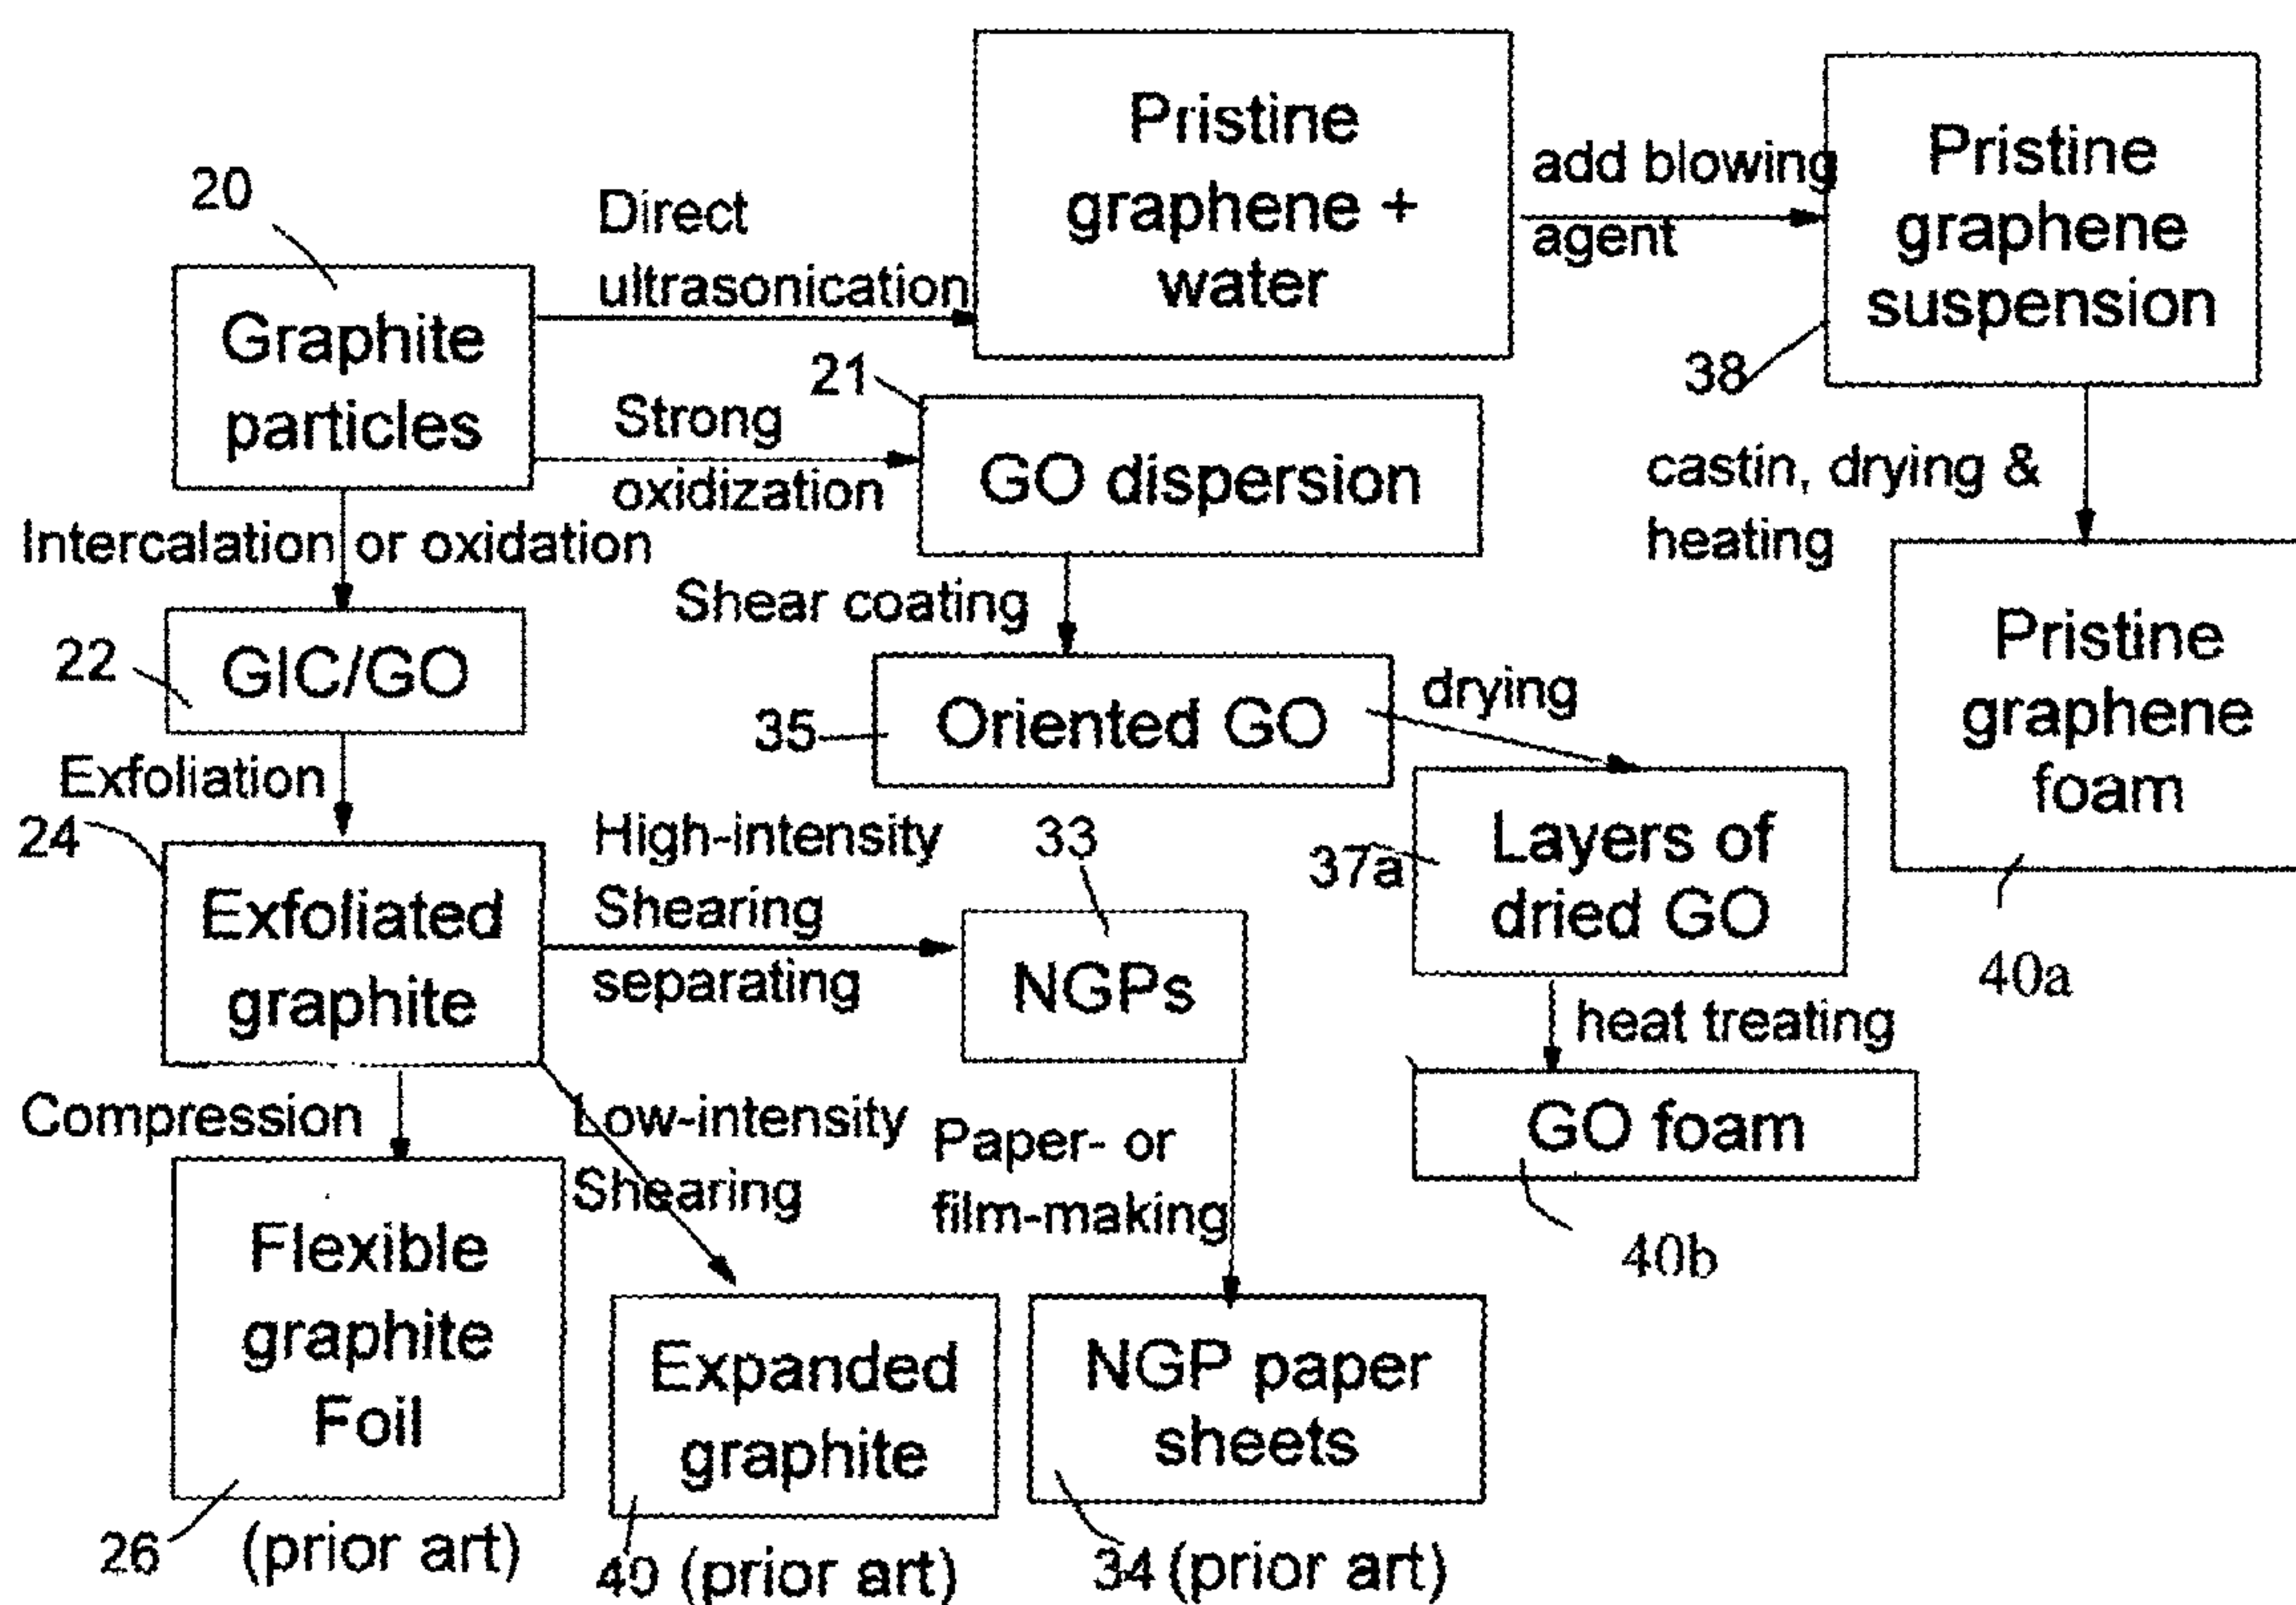 20
Graphite
particles
Direct
ultrasonication
Pristine
graphene +
water
add blowing
agent
Pristine
graphene
suspension
38
Strong
oxidization
21
GO dispersion
castin, drying &
heating
Pristine
graphene
foam
40a
Intercalation or oxidation
22
GIC/GO
Shear coating
35
Oriented GO
drying
37a
Layers of
dried GO
heat treating
GO foam
40b
Exfoliation
24
Exfoliated
graphite
High-intensity
Shearing
separating
33
NGPs
Compression
Low-intensity
Shearing
Paper- or
film-making
Flexible
graphite
Foil
26
(prior art)
Expanded
graphite
40 (prior art)
NGP paper
sheets
34 (prior art)